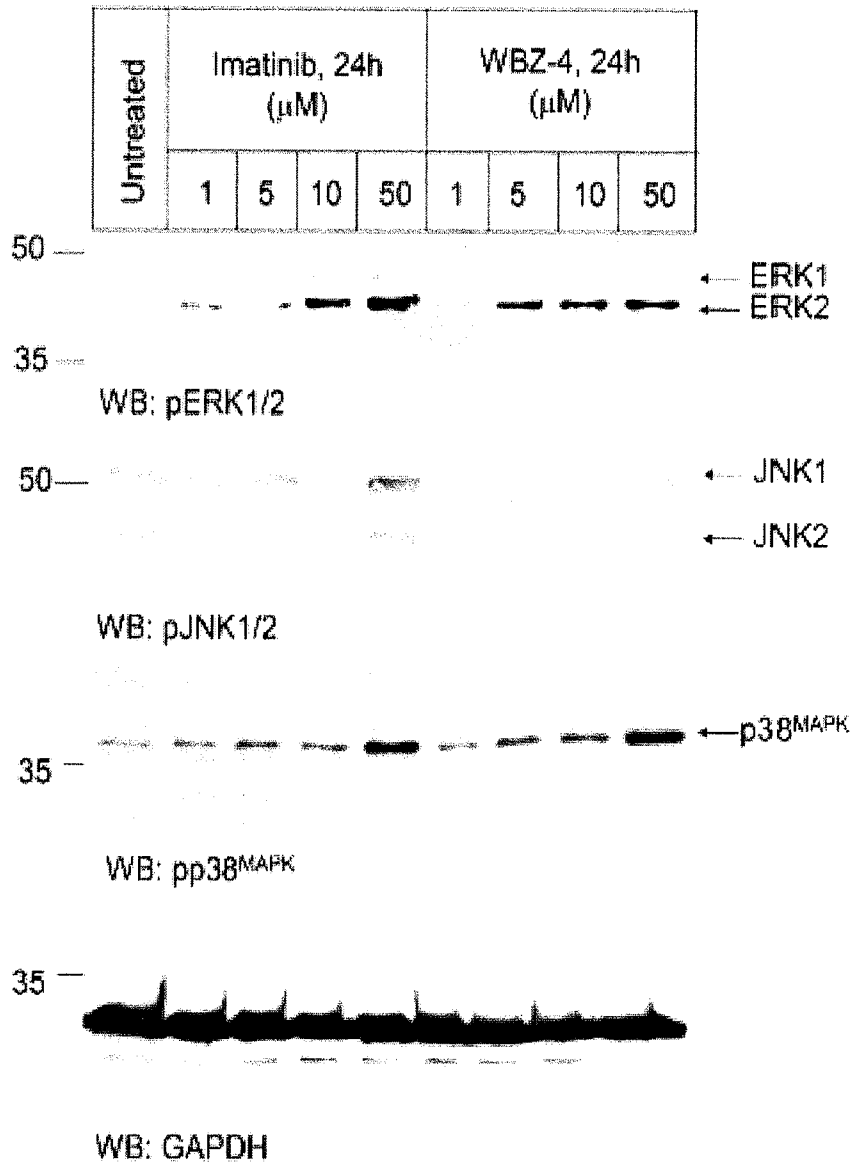 Untreated
Imatinib, 24h
(μM)
WBZ-4, 24h
(μM)
1 5 10 50 1 5 10 50
50
ERK1
ERK2
35
WB: pERK1/2
50
JNK1
JNK2
WB: pJNK1/2
p38MAPK
35
WB: pp38MAPK
35
WB: GAPDH